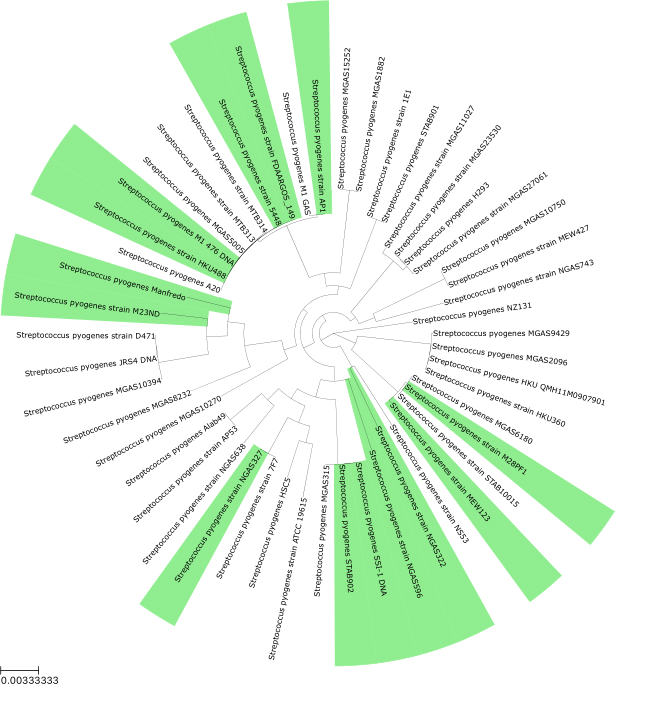 Streptococcus pyogenes MGAS15252
Streptococcus pyogenes MGAS1882
Streptococcus pyogenes strain 1E1
Streptococcus pyogenes STAB901
Streptococcus pyogenes strain MGAS11027
Streptococcus pyogenes strain MGAS23530
Streptococcus pyogenes H293
Streptococcus pyogenes strain MGAS27061
Streptococcus pyogenes MGAS10750
Streptococcus pyogenes strain MEW427
Streptococcus pyogenes strain NGAS743
Streptococcus pyogenes NZ131
Streptococcus pyogenes MGAS9429
Streptococcus pyogenes MGAS2096
Streptococcus pyogenes HKU QMH11M0907901
Streptococcus pyogenes strain HKU360
Streptococcus pyogenes MGAS6180
Streptococcus pyogenes strain M28PF1
Streptococcus pyogenes strain STAB10015
Streptococcus pyogenes strain MEW123
Streptococcus pyogenes strain NS53
Streptococcus pyogenes strain NGAS322
Streptococcus pyogenes strain NGAS596
Streptococcus pyogenes SSI-1 DNA
Streptococcus pyogenes STAB902
Streptococcus pyogenes MGAS315
Streptococcus pyogenes strain ATCC 19615
Streptococcus pyogenes HSC5
Streptococcus pyogenes strain 7F7
Streptococcus pyogenes strain NGAS327
Streptococcus pyogenes strain NGAS638
Streptococcus pyogenes strain AP53
Streptococcus pyogenes Alab49
Streptococcus pyogenes MGAS10270
Streptococcus pyogenes MGAS8232
Streptococcus pyogenes MGAS10394
Streptococcus pyogenes JRS4 DNA
Streptococcus pyogenes strain D471
Streptococcus pyogenes strain M23ND
Streptococcus pyogenes Manfredo
Streptococcus pyogenes A20
Streptococcus pyogenes strain HKU488
Streptococcus pyogenes M1 476 DNA
Streptococcus pyogenes MGAS5005
Streptococcus pyogenes strain MTB313
Streptococcus pyogenes strain MTB314
Streptococcus pyogenes strain 5448
Streptococcus pyogenes strain FDAARGOS_149
Streptococcus pyogenes M1 GAS
Streptococcus pyogenes strain AP1
0.00333333